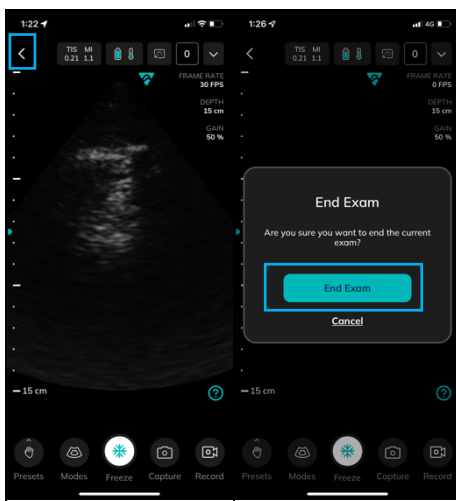 1:22
TIS MI
0.21 1.1
0
FRAME RATE
30 FPS
DEPTH
15 cm
GAIN
50 %
15 cm
?
Presets Modes Freeze Capture Record
1:26
4G
TIS MI
0.21 1.1
0
FRAME RATE
0 FPS
DEPTH
15 cm
GAIN
50 %
End Exam
Are you sure you want to end the current
exam?
End Exam
Cancel
15 cm
?
Presets Modes Freeze Capture Record